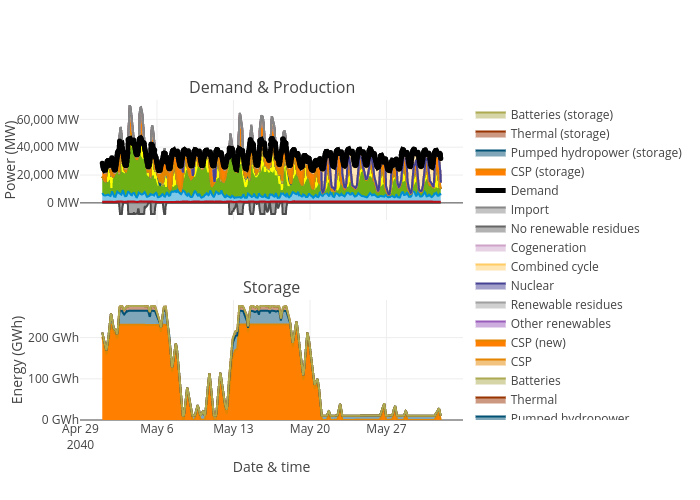 Demand & Production
Power (MW)
60,000 MW
40,000 MW
20,000 MW
0 MW
Storage
Energy (GWh)
200 GWh
100 GWh
0 GWh
Apr 29
2040
May 6
May 13
May 20
May 27
Date & time
Batteries (storage)
Thermal (storage)
Pumped hydropower (storage)
CSP (storage)
Demand
Import
No renewable residues
Cogeneration
Combined cycle
Nuclear
Renewable residues
Other renewables
CSP (new)
CSP
Batteries
Thermal
Pumped hydropower